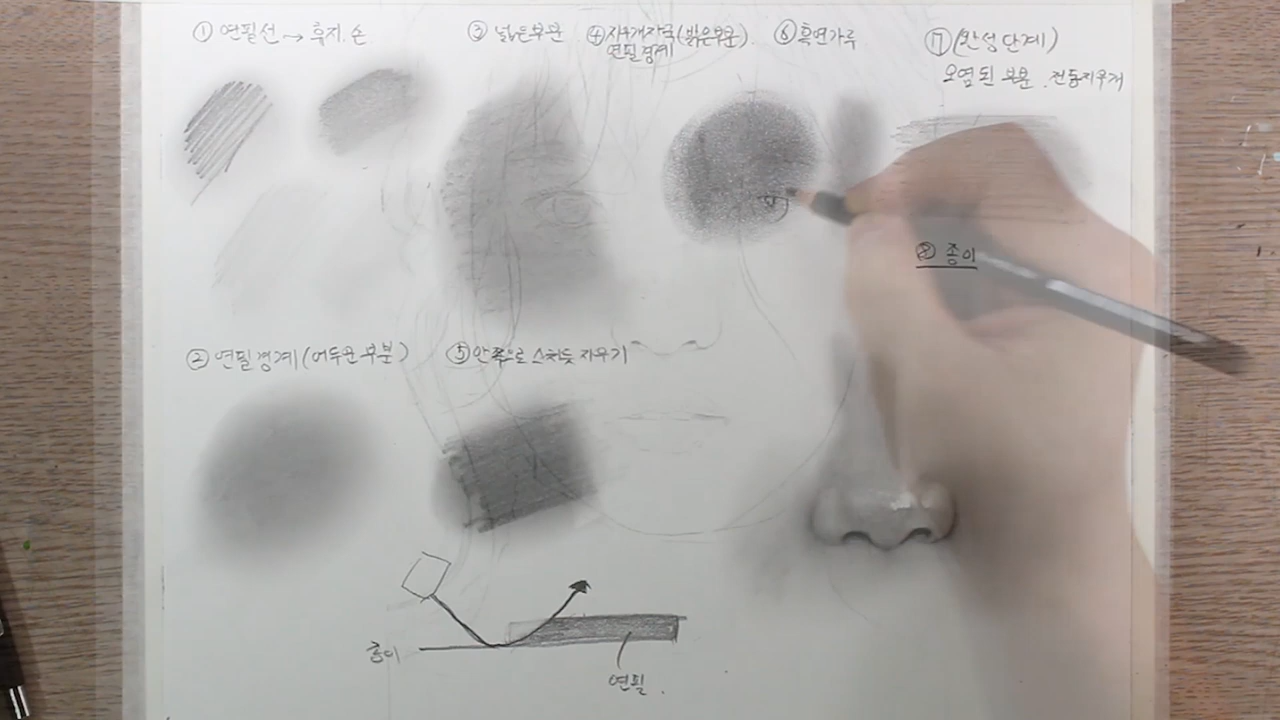 ① 연필선 → 휴지.손
③ 넓은부분
④ 지우개자국(밝은부분).
연필경계
⑥ 흑연가루
⑦ (완성단계)
오염된 부분. 전동지우개
⑧ 종이
② 연필경계(어두운 부분)
⑤ 안쪽으로 스치듯 지우기
종이
연필.